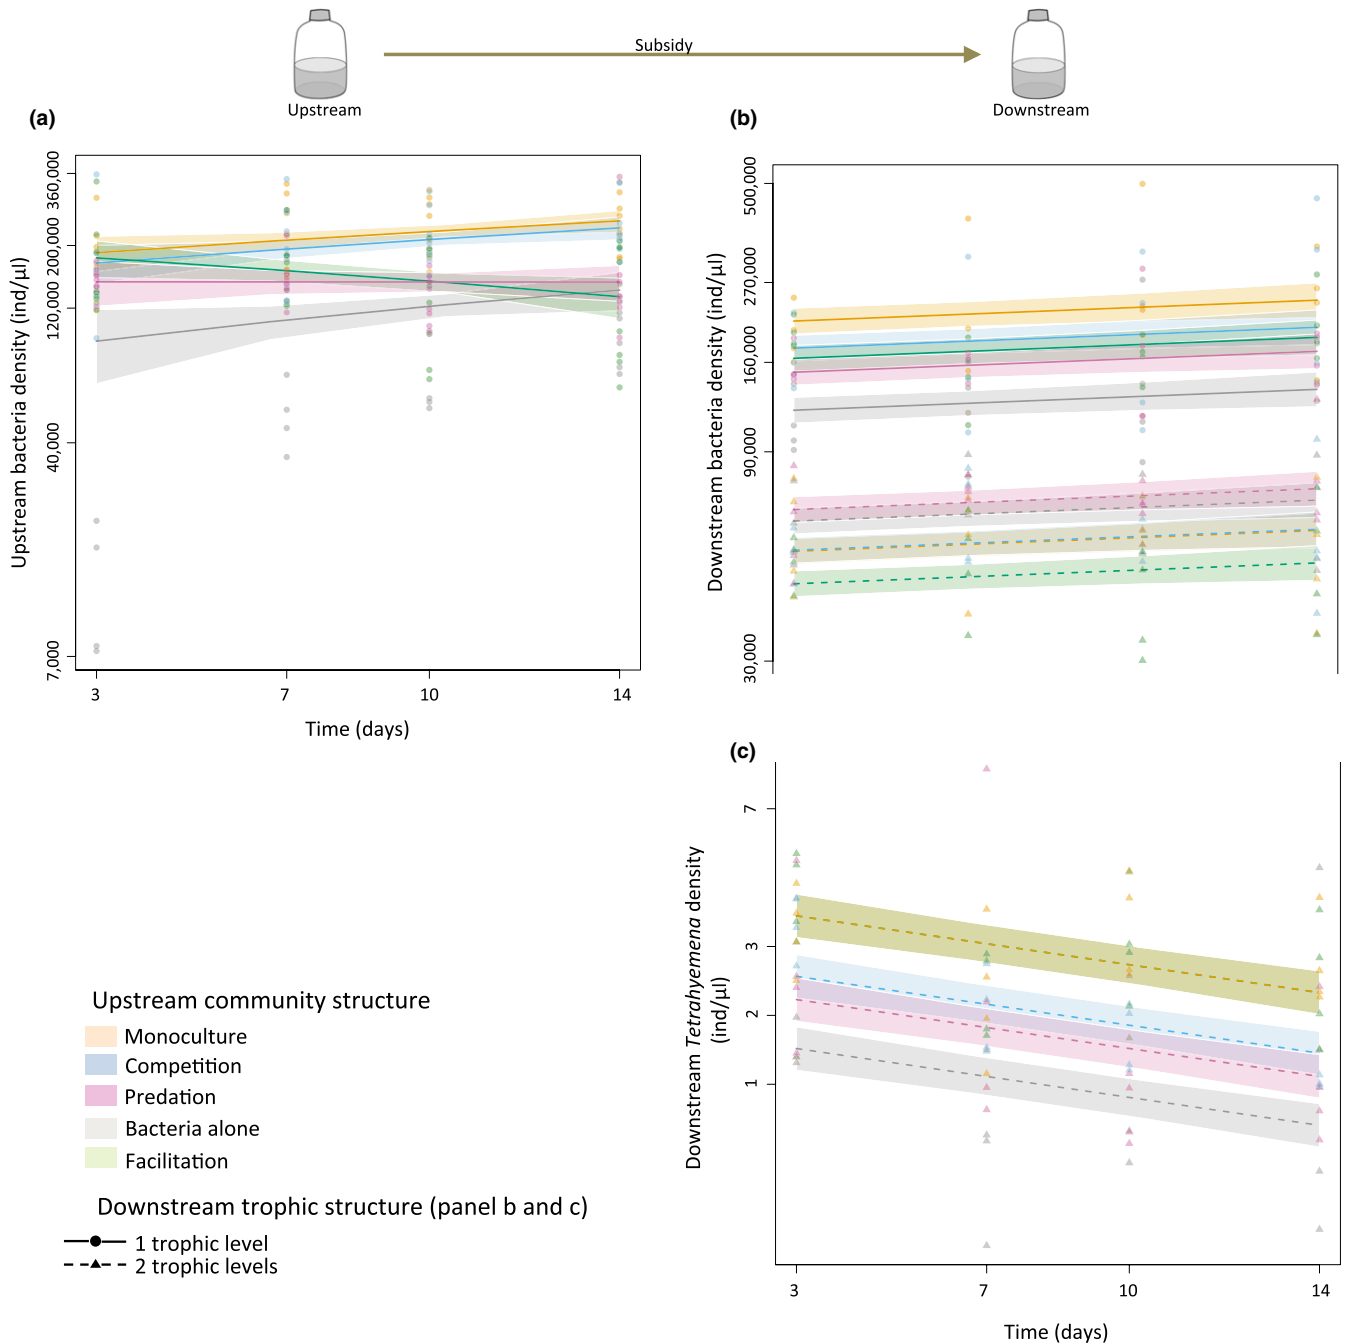 Subsidy
Upstream
Downstream
(a)
(b)
Upstream bacteria density (ind/µl)
360,000
200,000
120,000
40,000
7,000
3
7
10
14
Time (days)
Downstream bacteria density (ind/µl)
500,000
270,000
160,000
90,000
30,000
(c)
Downstream Tetrahyemena density
(ind/µl)
7
3
2
1
3
7
10
14
Time (days)
Upstream community structure
Monoculture
Competition
Predation
Bacteria alone
Facilitation
Downstream trophic structure (panel b and c)
1 trophic level
2 trophic levels